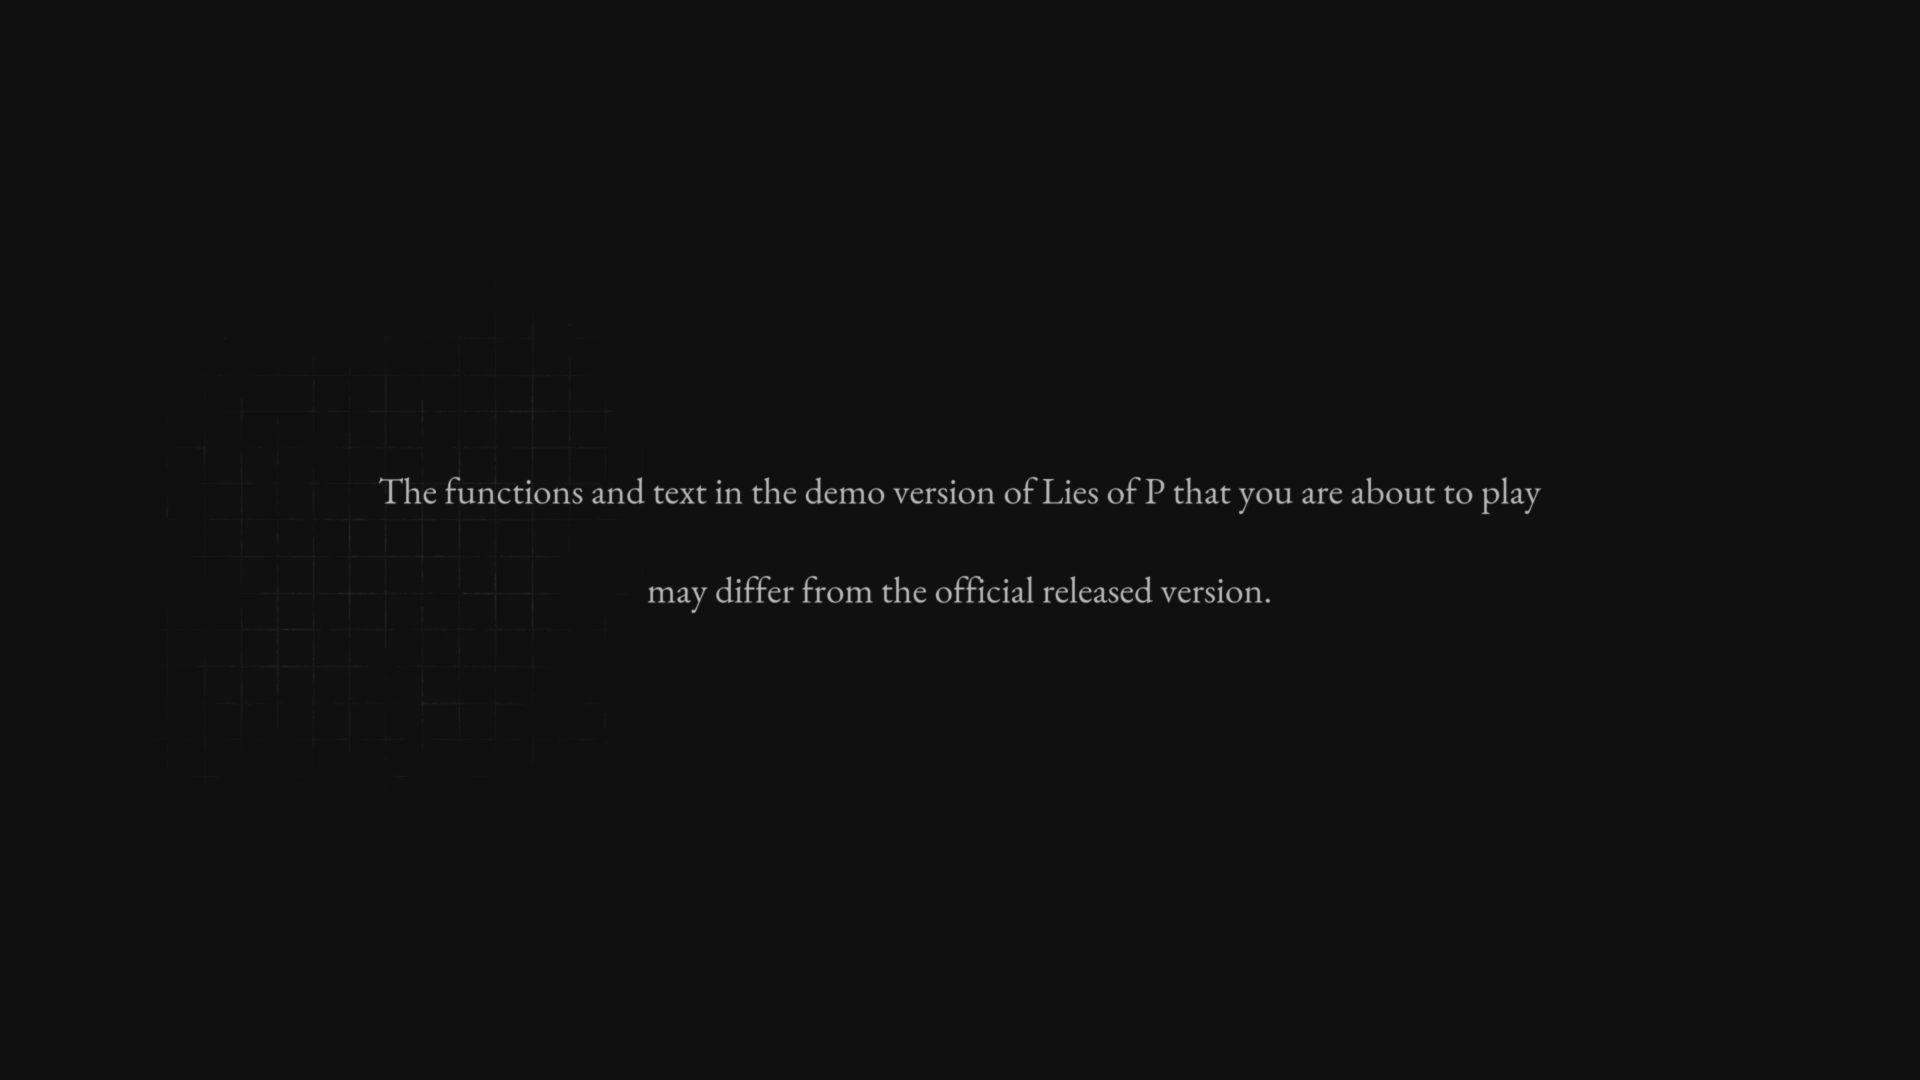 The functions and text in the demo version of Lies of P that you are about to play
may differ from the official released version.